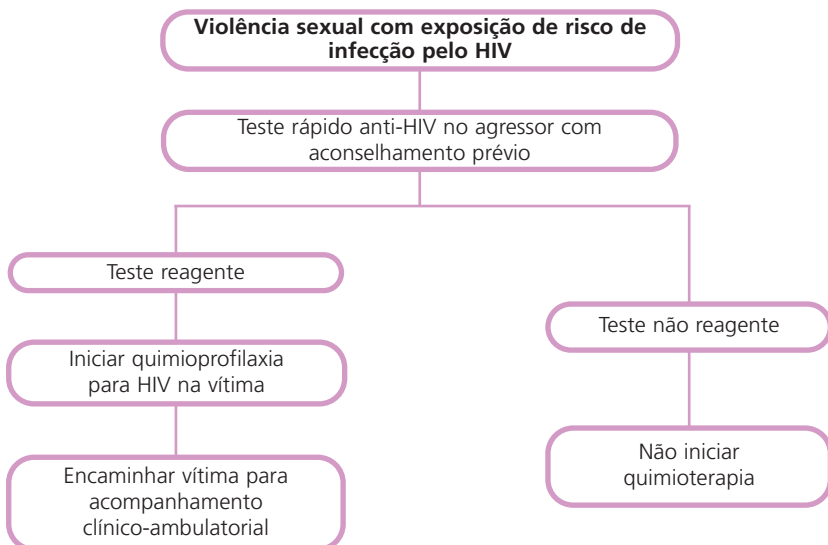 Violência sexual com exposição de risco de
infecção pelo HIV
Teste rápido anti-HIV no agressor com
aconselhamento prévio
Teste reagente
Iniciar quimioprofilaxia
para HIV na vítima
Encaminhar vítima para
acompanhamento
clínico-ambulatorial
Teste não reagente
Não iniciar
quimioterapia